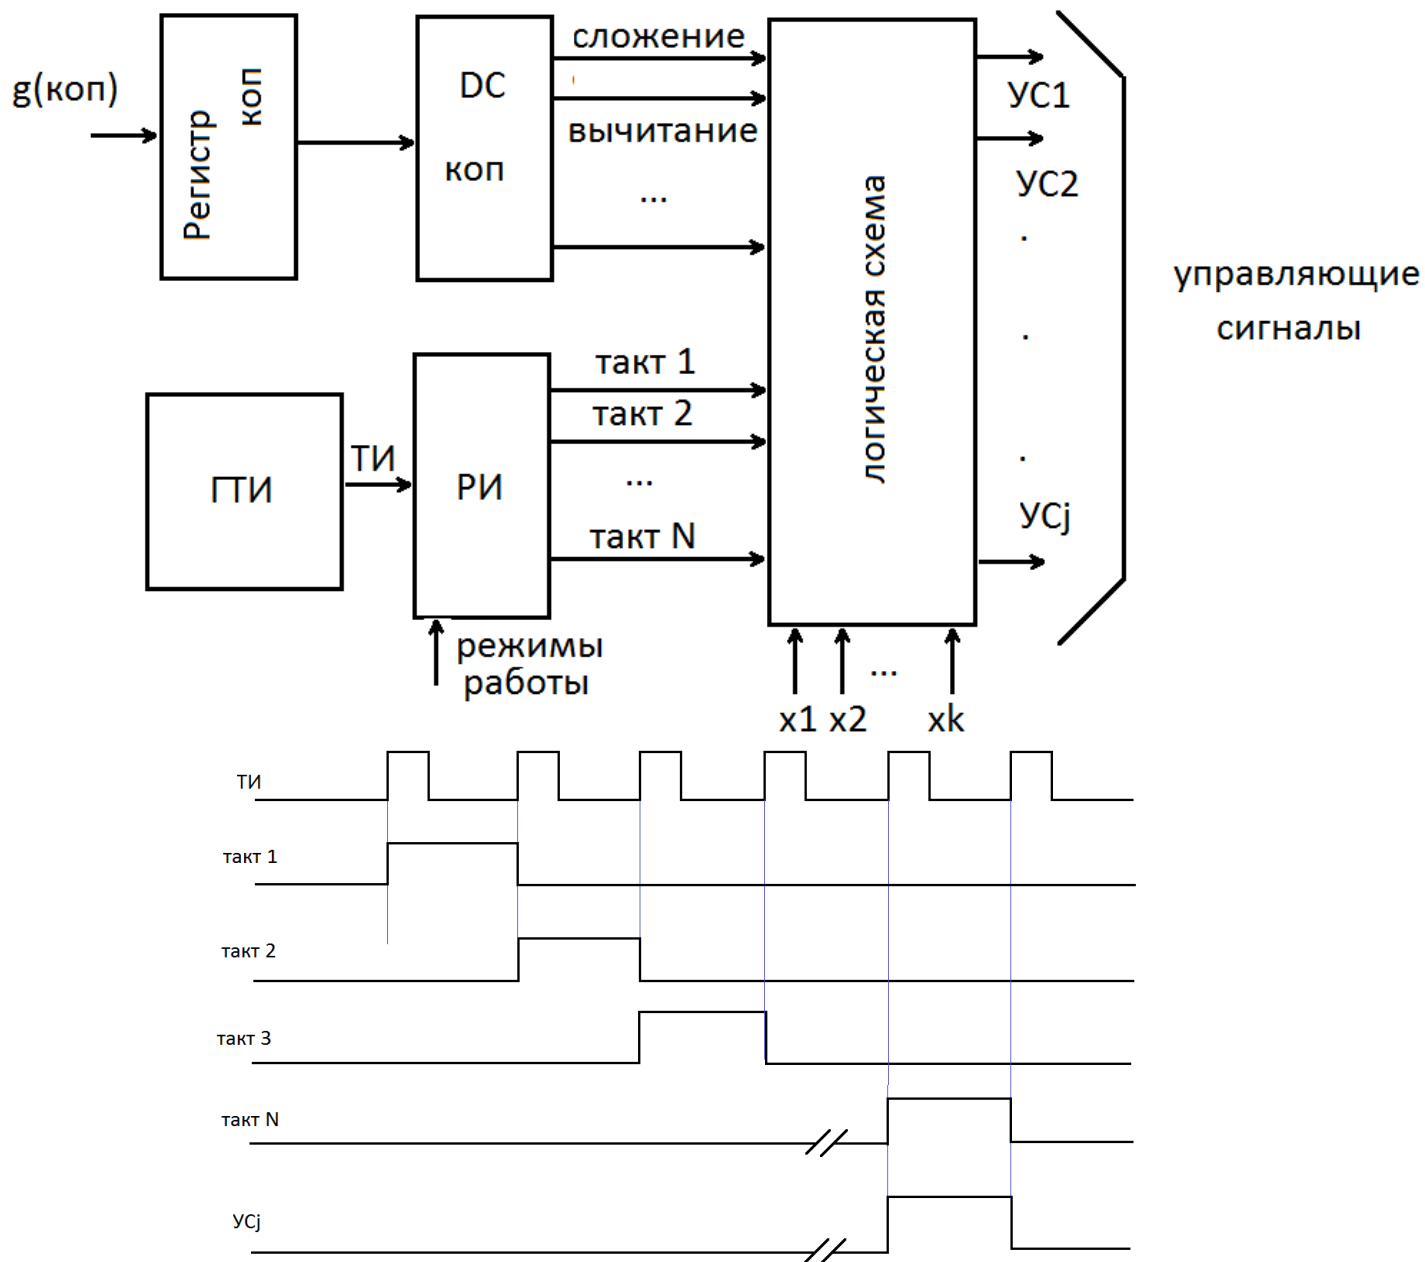 g(коп)
Регистр
коп
DC
коп
сложение
вычитание
...
логическая схема
УС1
УС2
.
.
.
УСj
управляющие
сигналы
ГТИ
ТИ
РИ
такт 1
такт 2
...
такт N
режимы
работы
x1 x2 ... xk
ТИ
такт 1
такт 2
такт 3
такт N
УСj